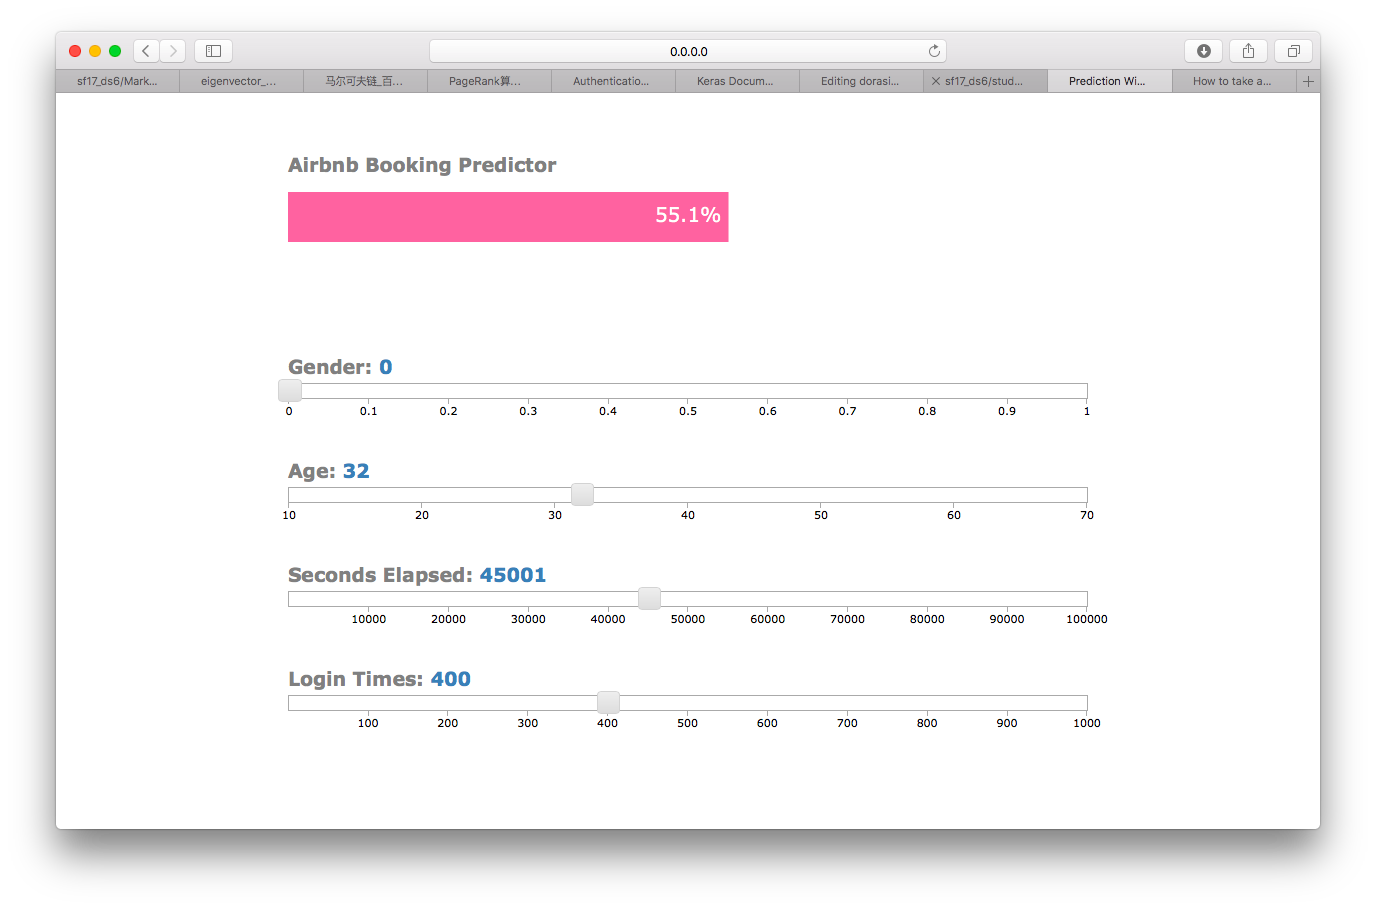 0.0.0.0
sf17_ds6/Mark... eigenvector_... 马尔可夫链_百... PageRank算... Authenticatio... Keras Docum... Editing dorasi... sf17_ds6/stud... Prediction Wi... How to take a...
Airbnb Booking Predictor
55.1%
Gender: 0
0 0.1 0.2 0.3 0.4 0.5 0.6 0.7 0.8 0.9 1
Age: 32
10 20 30 40 50 60 70
Seconds Elapsed: 45001
10000 20000 30000 40000 50000 60000 70000 80000 90000 100000
Login Times: 400
100 200 300 400 500 600 700 800 900 1000